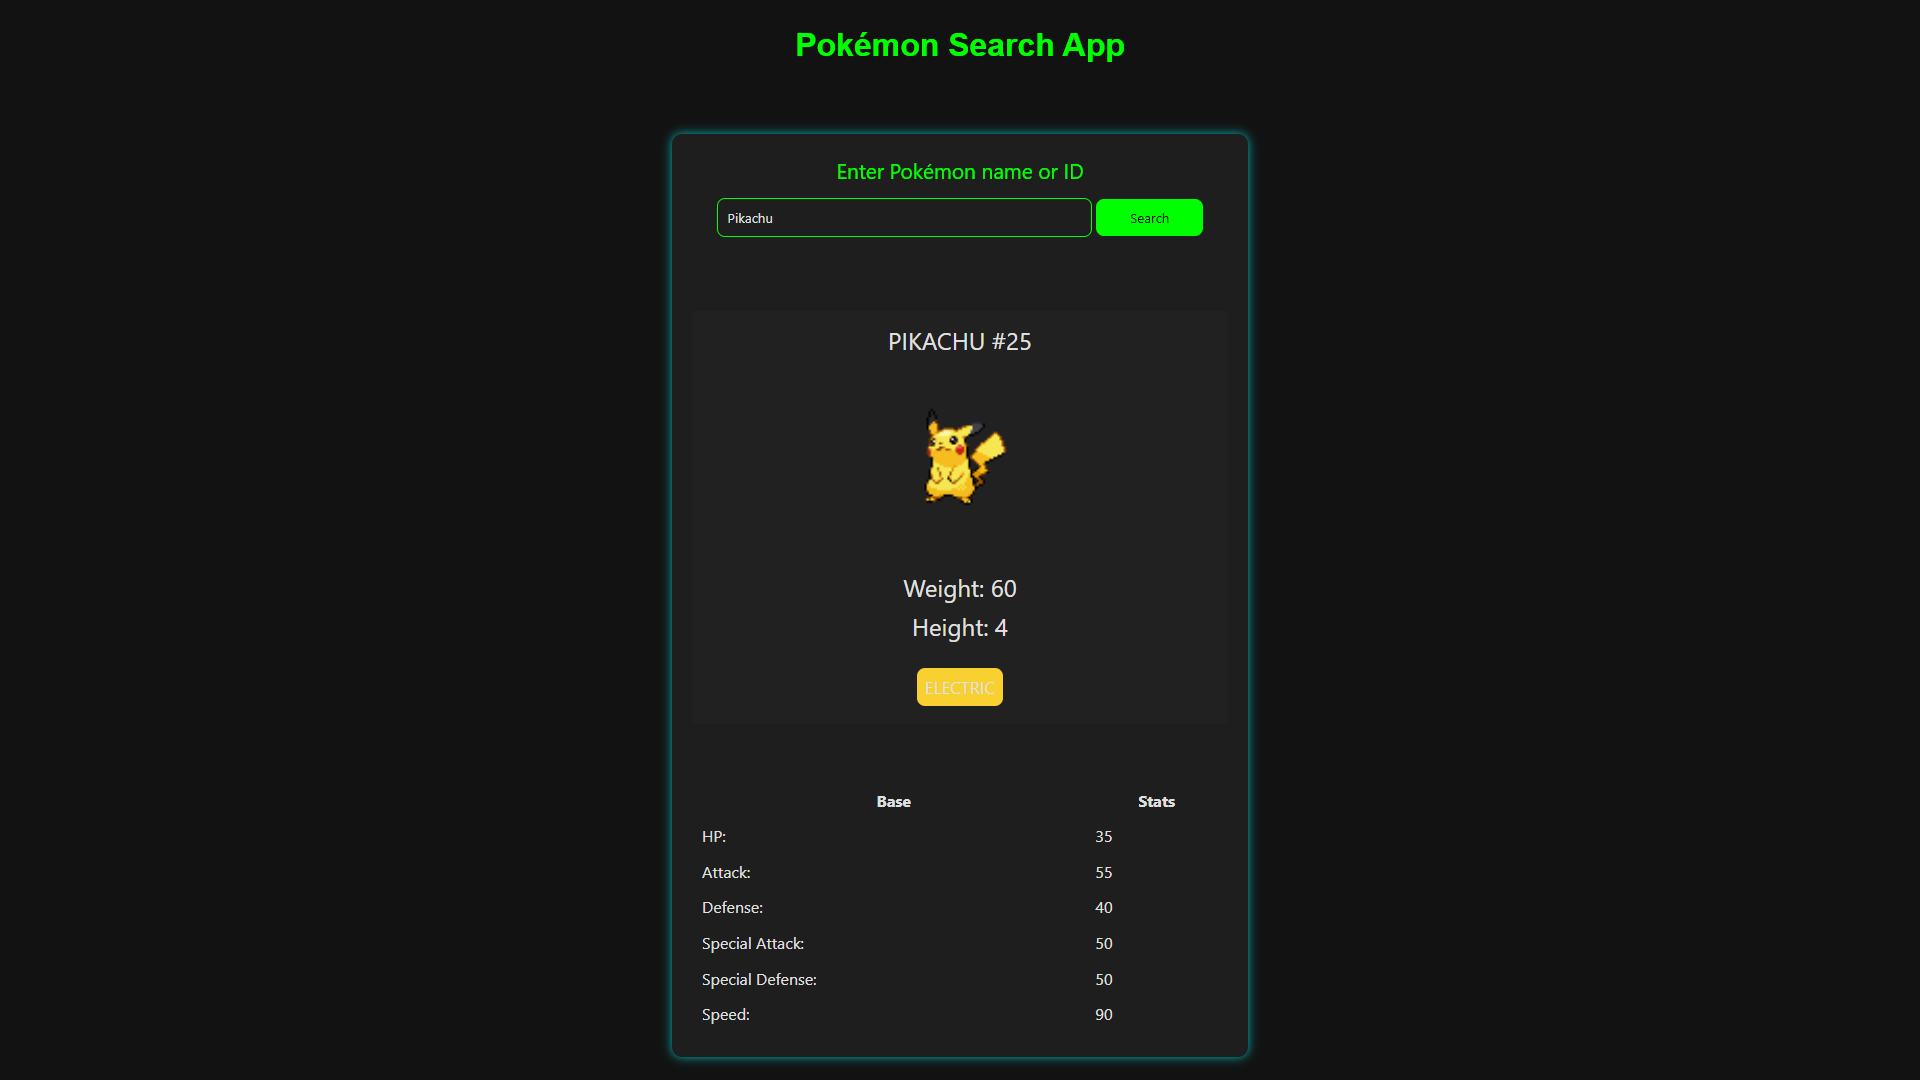 Pokémon Search App
Enter Pokémon name or ID
Pikachu Search
PIKACHU #25
Weight: 60
Height: 4
ELECTRIC
Base Stats
HP: 35
Attack: 55
Defense: 40
Special Attack: 50
Special Defense: 50
Speed: 90